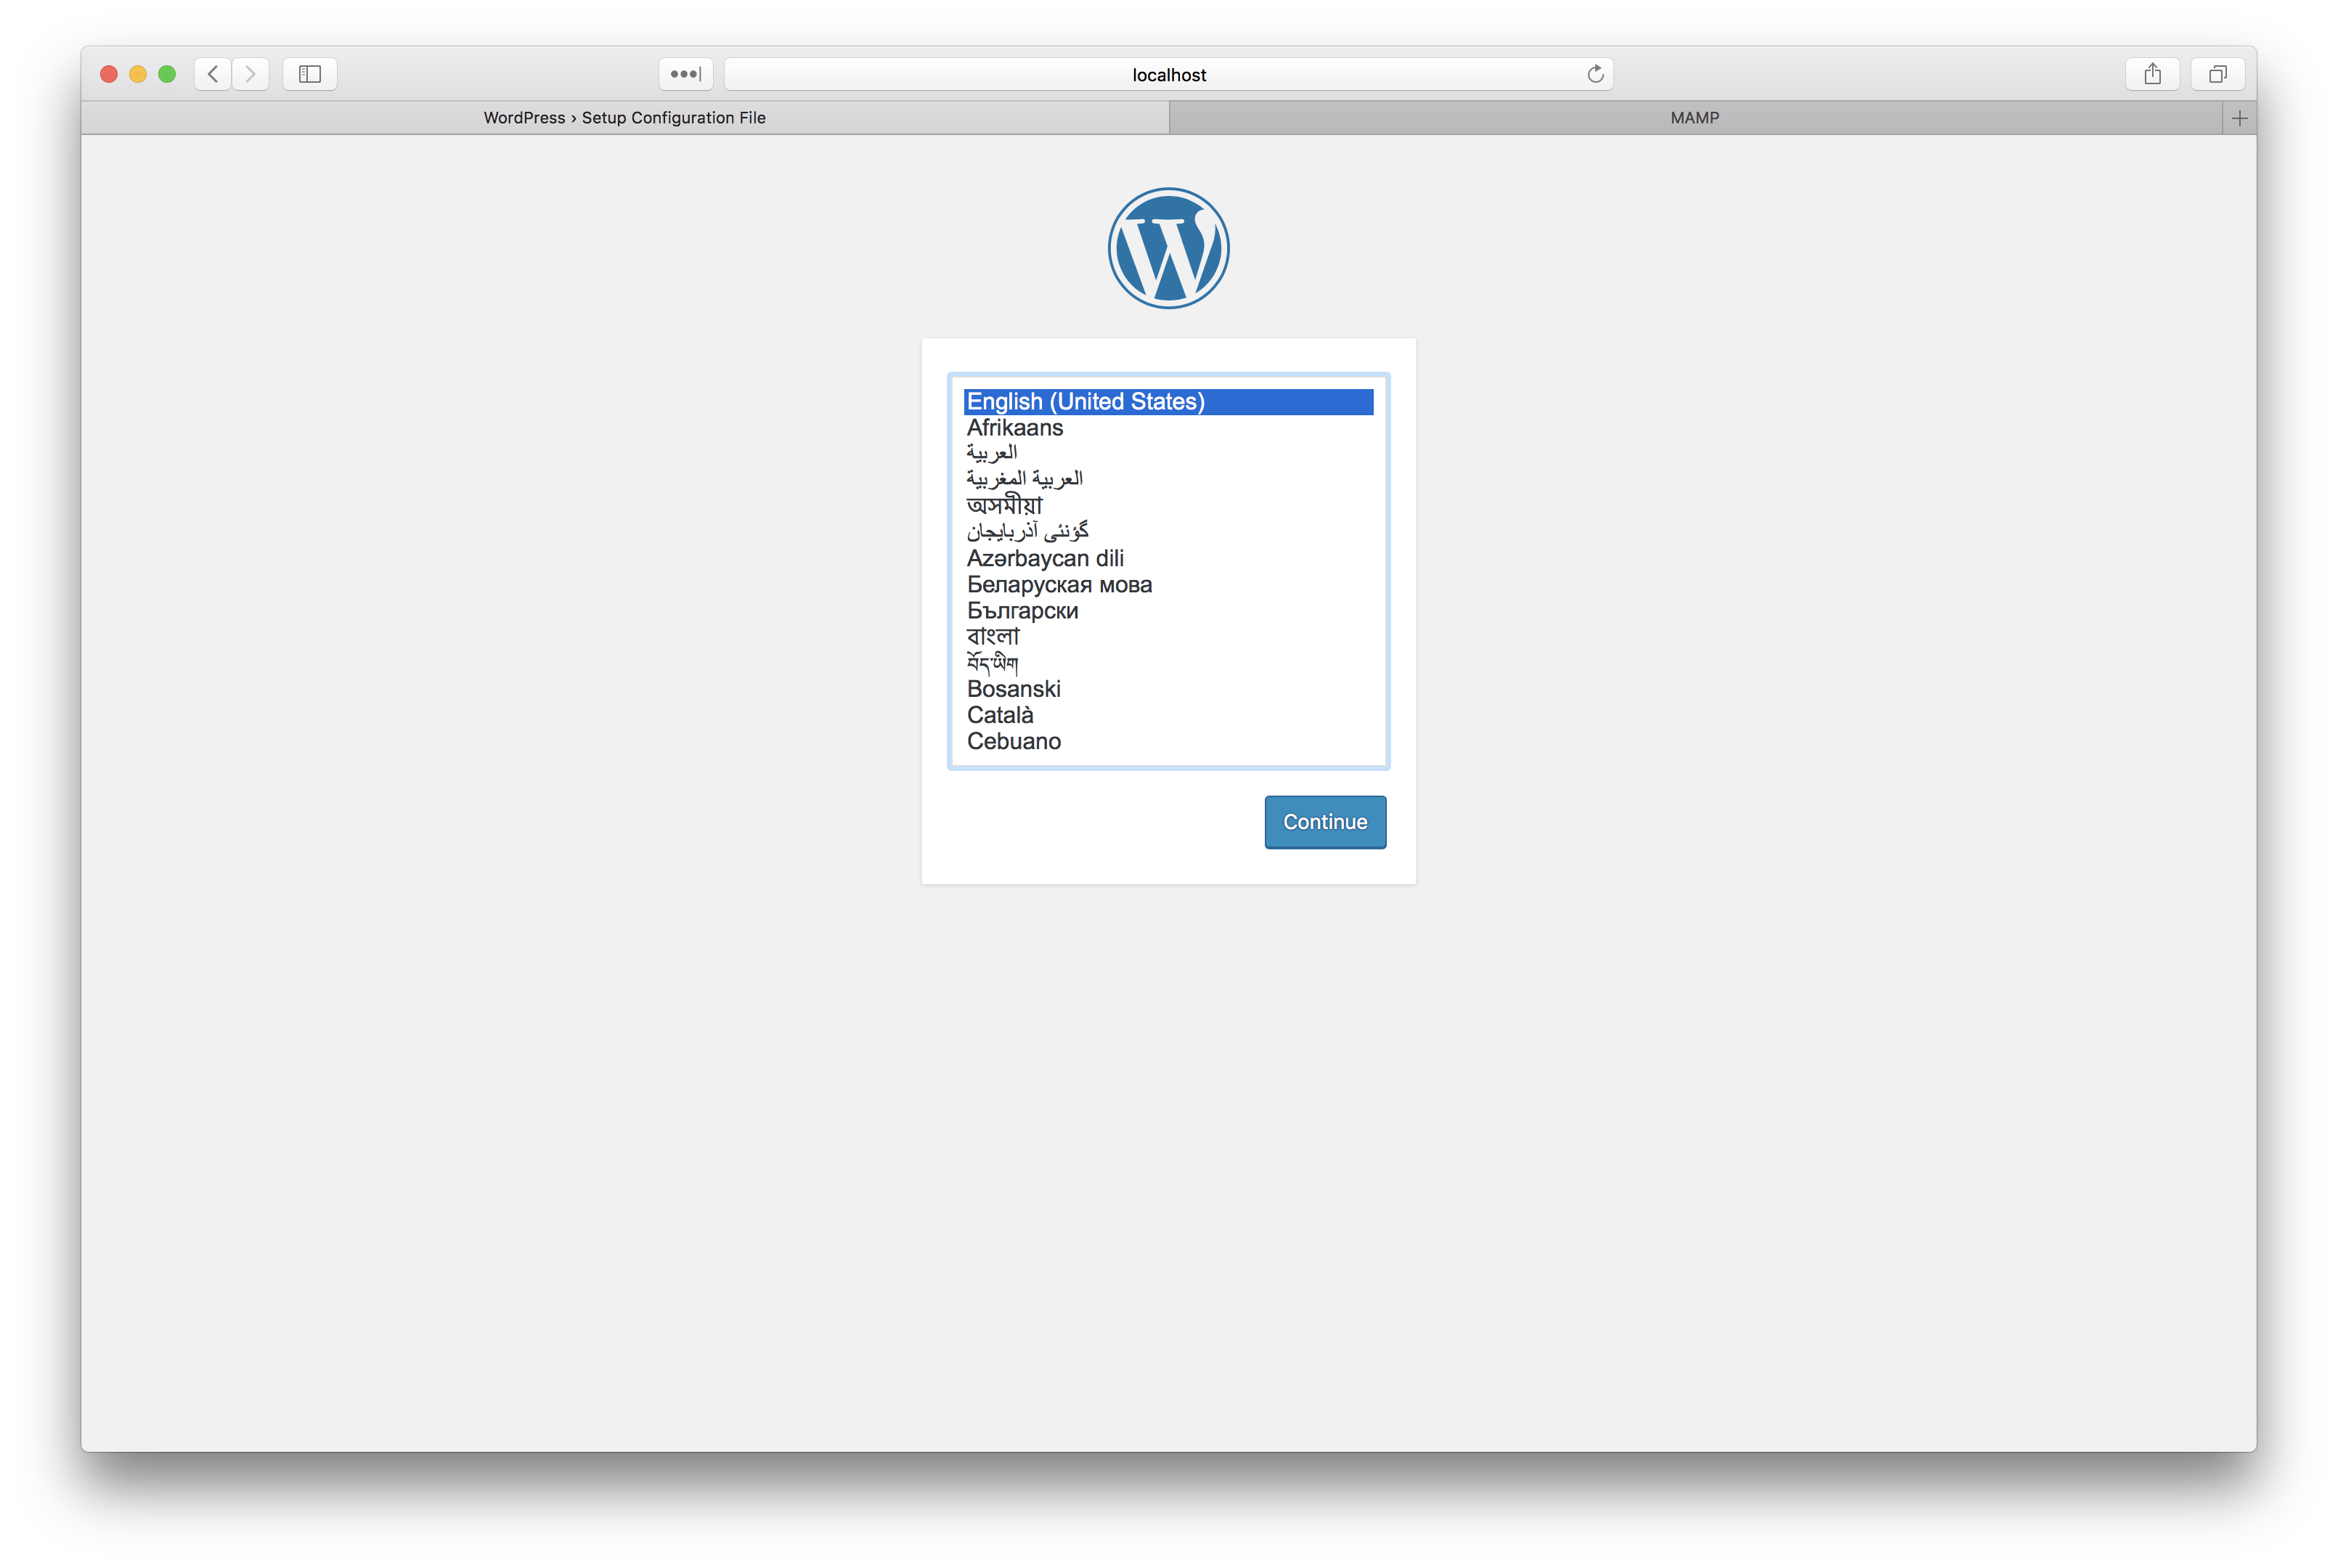 localhost
WordPress › Setup Configuration File
MAMP
English (United States)
Afrikaans
العربية
العربية المغربية
অসমীয়া
گؤنئی آذربایجان
Azərbaycan dili
Беларуская мова
Български
বাংলা
བོད་ཡིག
Bosanski
Català
Cebuano
Continue